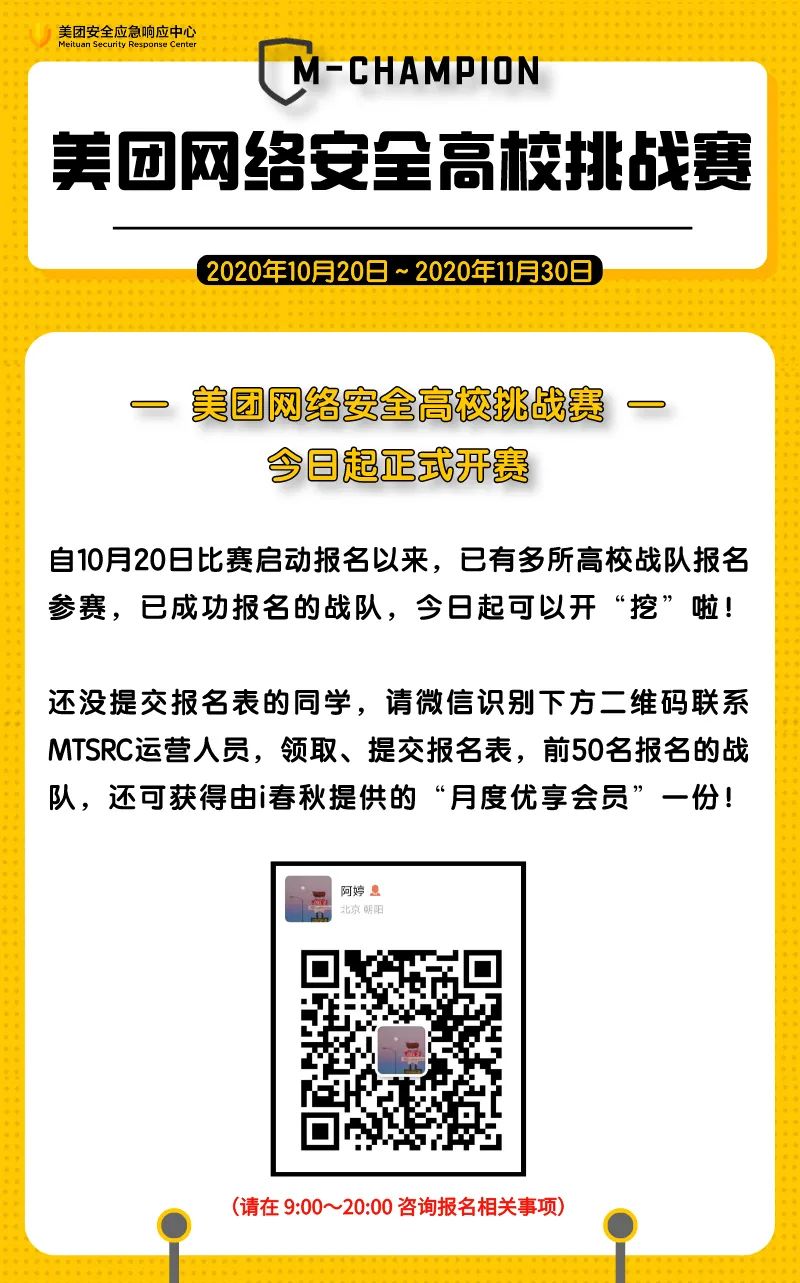 美团安全应急响应中心
Meituan Security Response Center
M-CHAMPION
美团网络安全高校挑战赛
2020年10月20日 ~ 2020年11月30日
— 美团网络安全高校挑战赛 —
今日起正式开赛
自10月20日比赛启动报名以来，已有多所高校战队报名
参赛，已成功报名的战队，今日起可以开“挖”啦！
还没提交报名表的同学，请微信识别下方二维码联系
MTSRC运营人员，领取、提交报名表，前50名报名的战
队，还可获得由i春秋提供的“月度优享会员”一份！
阿婷
北京 朝阳
（请在 9:00～20:00 咨询报名相关事项）